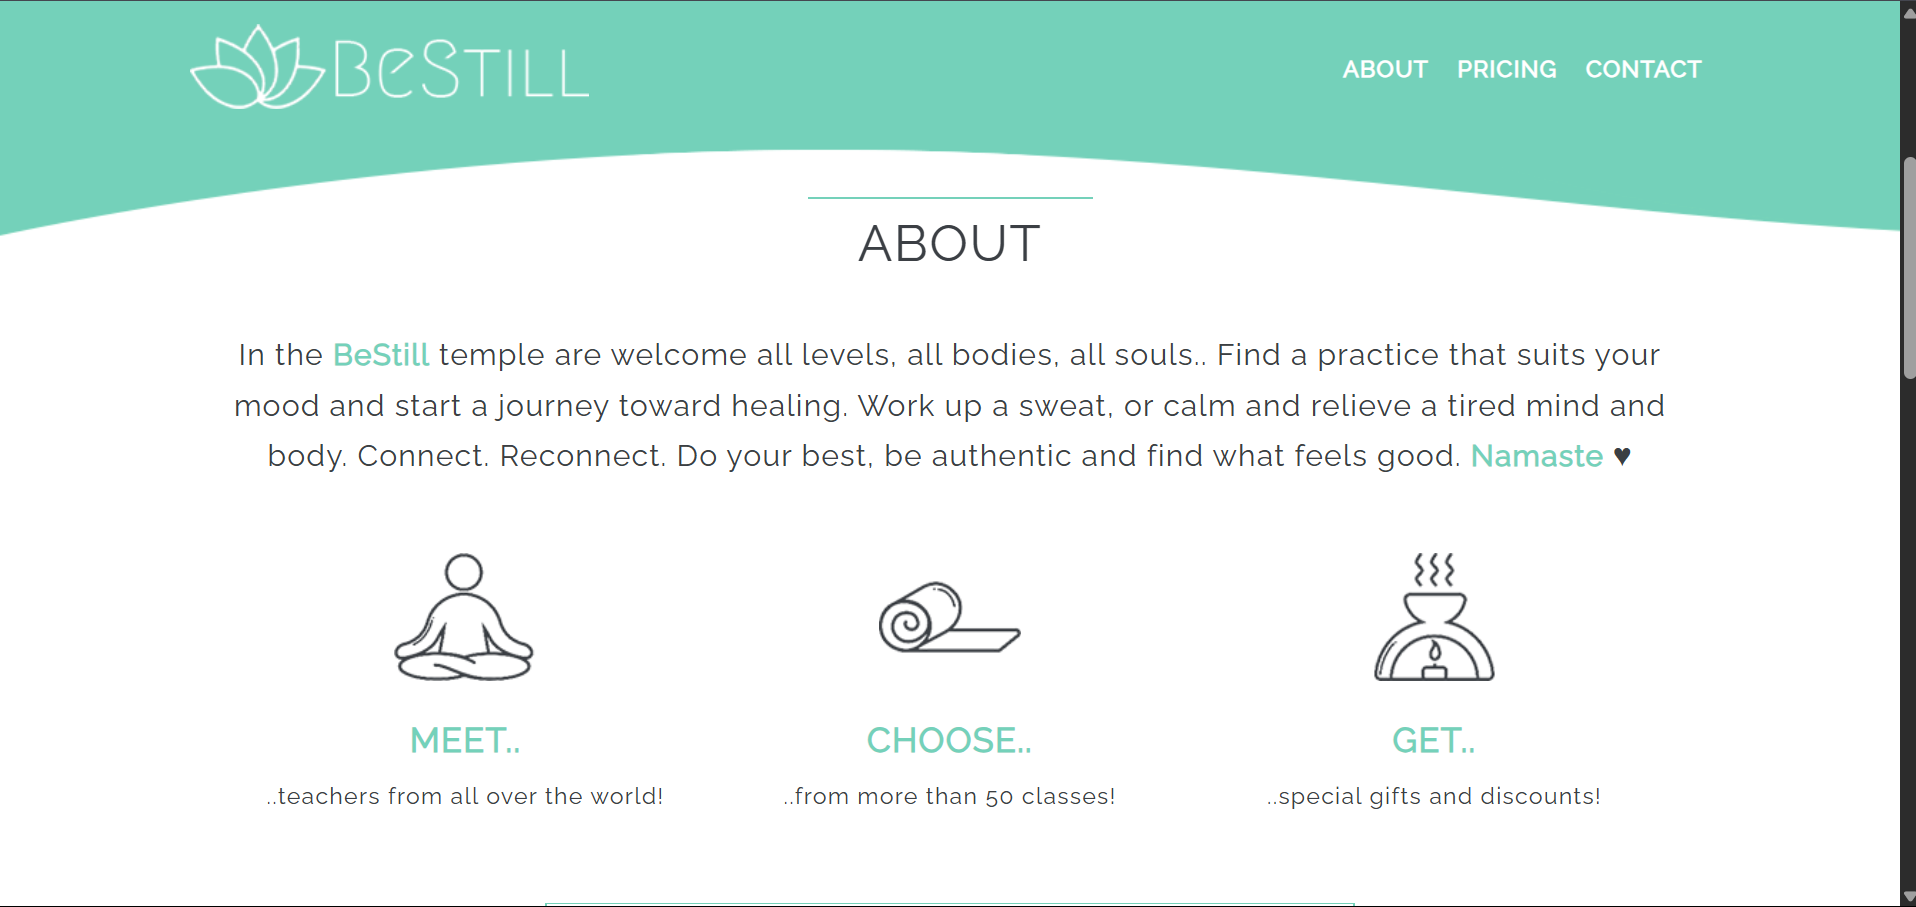 BeSTILL
ABOUT PRICING CONTACT
ABOUT
In the BeStill temple are welcome all levels, all bodies, all souls.. Find a practice that suits your
mood and start a journey toward healing. Work up a sweat, or calm and relieve a tired mind and
body. Connect. Reconnect. Do your best, be authentic and find what feels good. Namaste ♥
MEET..
..teachers from all over the world!
CHOOSE..
..from more than 50 classes!
GET..
..special gifts and discounts!